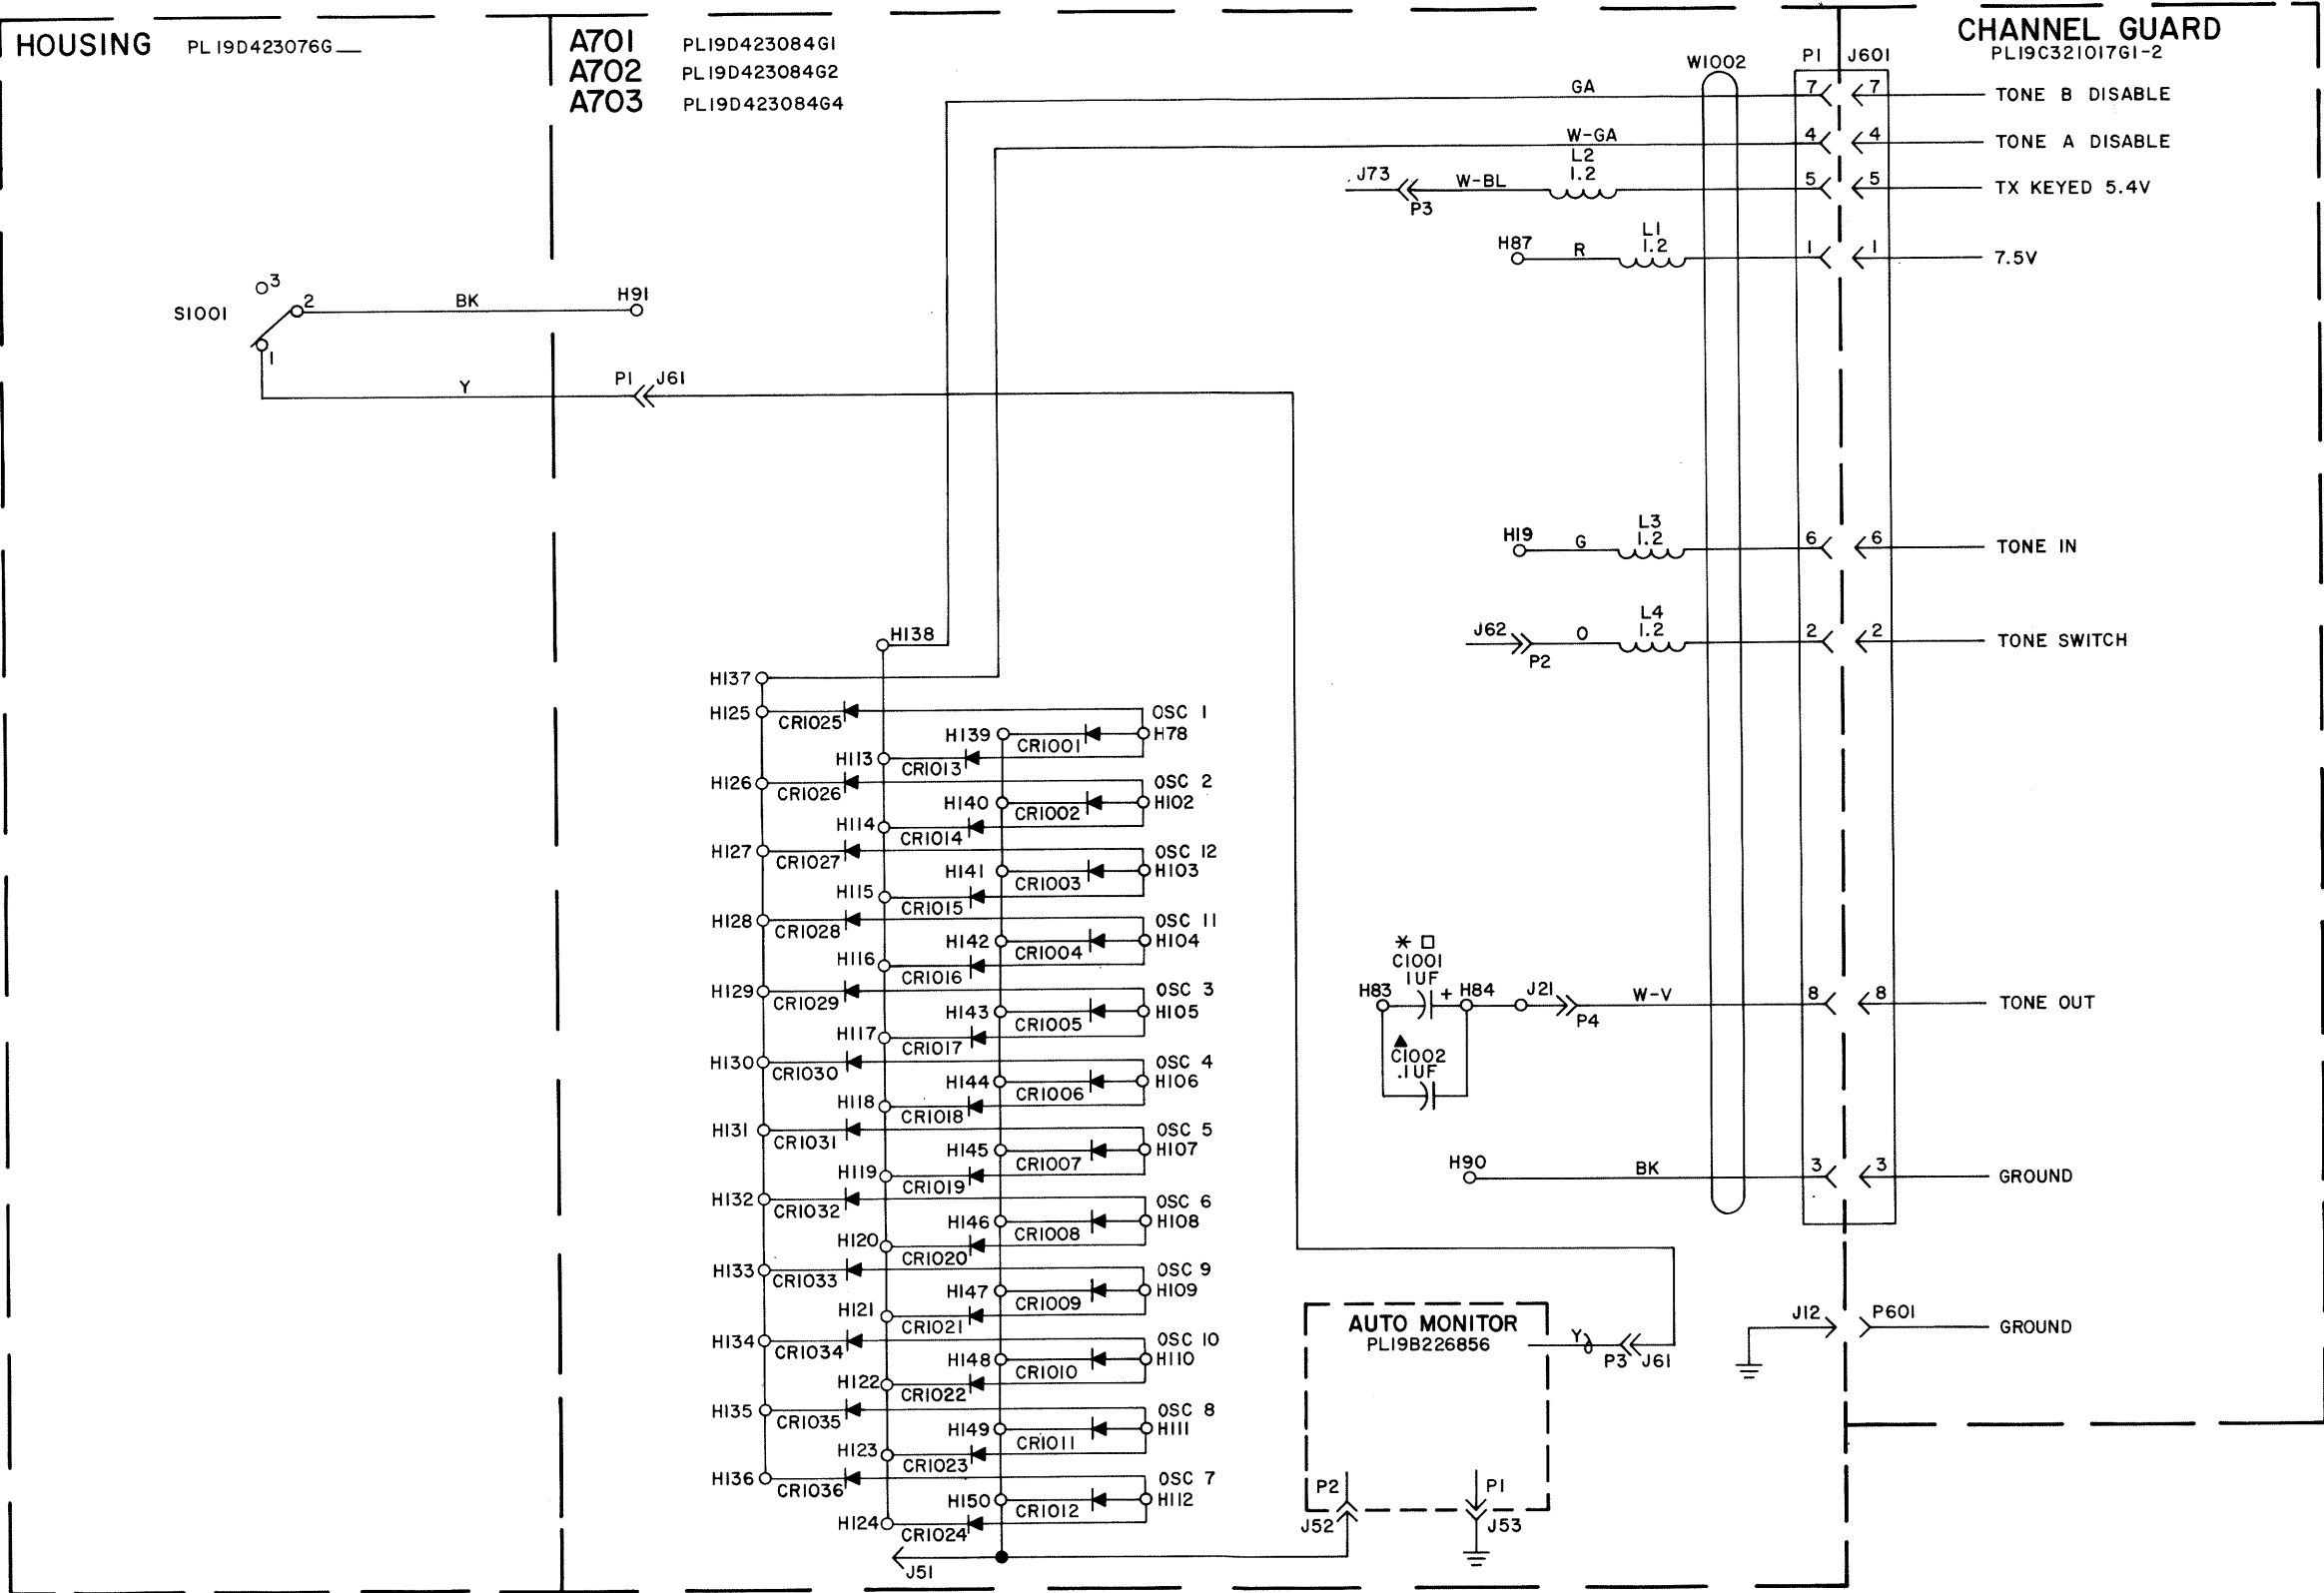 HOUSING PL19D423076G__
A701 PL19D423084G1
A702 PL19D423084G2
A703 PL19D423084G4
CHANNEL GUARD
PL19C321017G1-2
W1002 P1 J601
GA 7 7 TONE B DISABLE
W-GA 4 4 TONE A DISABLE
L2
1.2
J73 P3 W-BL 5 5 TX KEYED 5.4V
L1
1.2
H87 R 1 1 7.5V
S1001 3 2 1 BK H91
Y P1 J61
L3
1.2
H19 G 6 6 TONE IN
L4
1.2
J62 P2 O 2 2 TONE SWITCH
H138
H137
H125 CR1025 OSC 1
H139 CR1001 H78
H113 CR1013
H126 CR1026 OSC 2
H140 CR1002 H102
H114 CR1014
H127 CR1027 OSC 12
H141 CR1003 H103
H115 CR1015
H128 CR1028 OSC 11
H142 CR1004 H104
H116 CR1016
H129 CR1029 OSC 3
H143 CR1005 H105
H117 CR1017
H130 CR1030 OSC 4
H144 CR1006 H106
H118 CR1018
H131 CR1031 OSC 5
H145 CR1007 H107
H119 CR1019
H132 CR1032 OSC 6
H146 CR1008 H108
H120 CR1020
H133 CR1033 OSC 9
H147 CR1009 H109
H121 CR1021
H134 CR1034 OSC 10
H148 CR1010 H110
H122 CR1022
H135 CR1035 OSC 8
H149 CR1011 H111
H123 CR1023
H136 CR1036 OSC 7
H150 CR1012 H112
H124 CR1024
J51
* □
C1001
1UF
H83 + H84 J21 P4 W-V 8 8 TONE OUT
▲
C1002
.1UF
H90 BK 3 3 GROUND
J12 P601 GROUND
AUTO MONITOR
PL19B226856
Y P3 J61
P2 P1
J52 J53